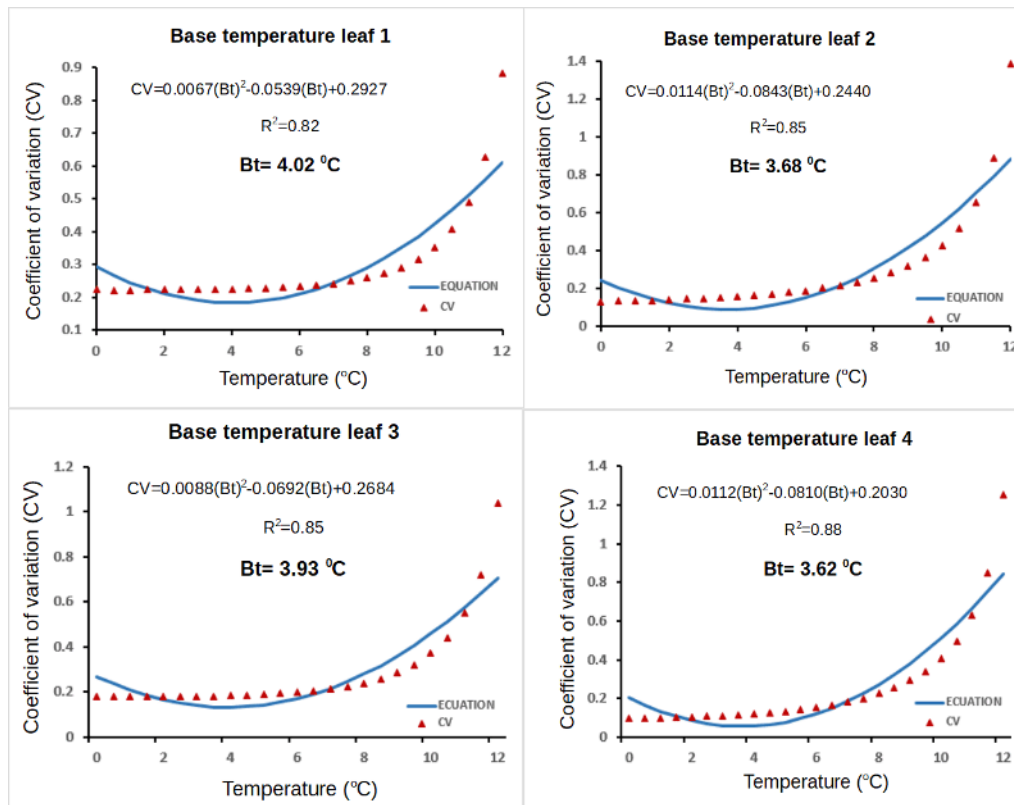 Base temperature leaf 1
CV=0.0067(Bt)²-0.0539(Bt)+0.2927
R²=0.82
Bt= 4.02 ⁰C
Coefficient of variation (CV)
0.9
0.8
0.7
0.6
0.5
0.4
0.3
0.2
0.1
EQUATION
CV
0 2 4 6 8 10 12
Temperature (°C)
Base temperature leaf 2
CV=0.0114(Bt)²-0.0843(Bt)+0.2440
R²=0.85
Bt= 3.68 ⁰C
Coefficient of variation (CV)
1.4
1.2
1
0.8
0.6
0.4
0.2
0
EQUATION
CV
0 2 4 6 8 10 12
Temperature (°C)
Base temperature leaf 3
CV=0.0088(Bt)²-0.0692(Bt)+0.2684
R²=0.85
Bt= 3.93 ⁰C
Coefficient of variation (CV)
1.2
1
0.8
0.6
0.4
0.2
0
ECUATION
CV
0 2 4 6 8 10 12
Temperature (°C)
Base temperature leaf 4
CV=0.0112(Bt)²-0.0810(Bt)+0.2030
R²=0.88
Bt= 3.62 ⁰C
Coefficient of variation (CV)
1.4
1.2
1
0.8
0.6
0.4
0.2
0
ECUATION
CV
0 2 4 6 8 10 12
Temperature (°C)